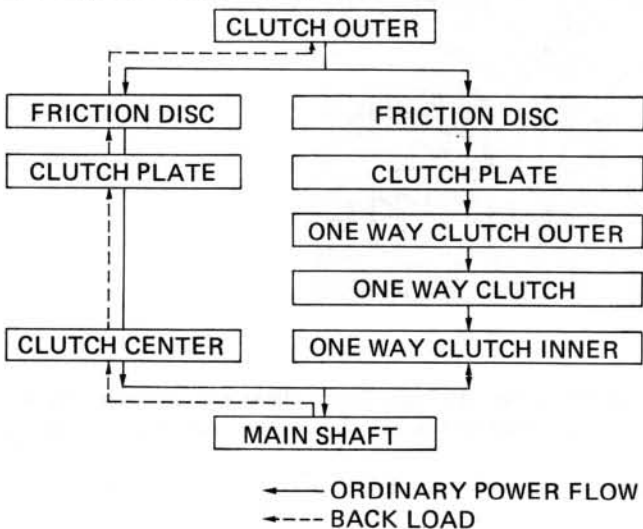 CLUTCH OUTER
FRICTION DISC
FRICTION DISC
CLUTCH PLATE
CLUTCH PLATE
ONE WAY CLUTCH OUTER
ONE WAY CLUTCH
CLUTCH CENTER
ONE WAY CLUTCH INNER
MAIN SHAFT
ORDINARY POWER FLOW
BACK LOAD